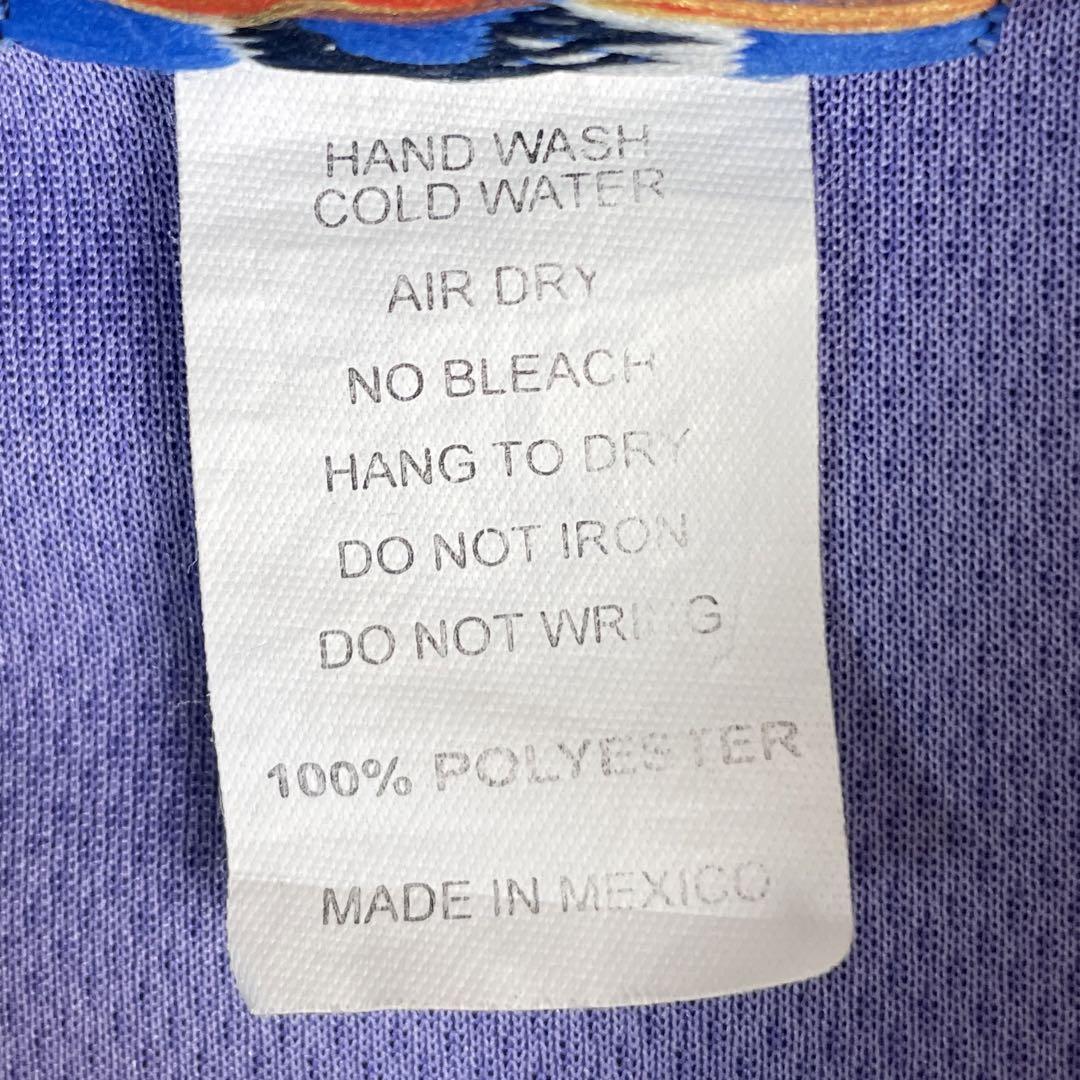 HAND WASH
COLD WATER
AIR DRY
NO BLEACH
HANG TO DRY
DO NOT IRON
DO NOT WRING
100% POLYESTER
MADE IN MEXICO